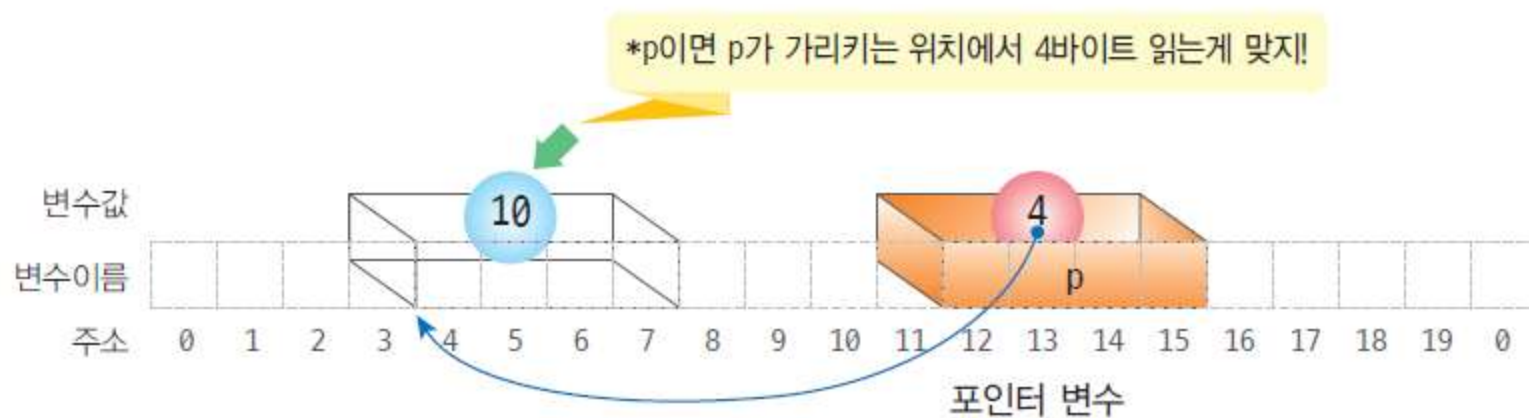 *p이면 p가 가리키는 위치에서 4바이트 읽는게 맞지!
변수값 10 4
변수이름 p
주소 0 1 2 3 4 5 6 7 8 9 10 11 12 13 14 15 16 17 18 19 0
포인터 변수